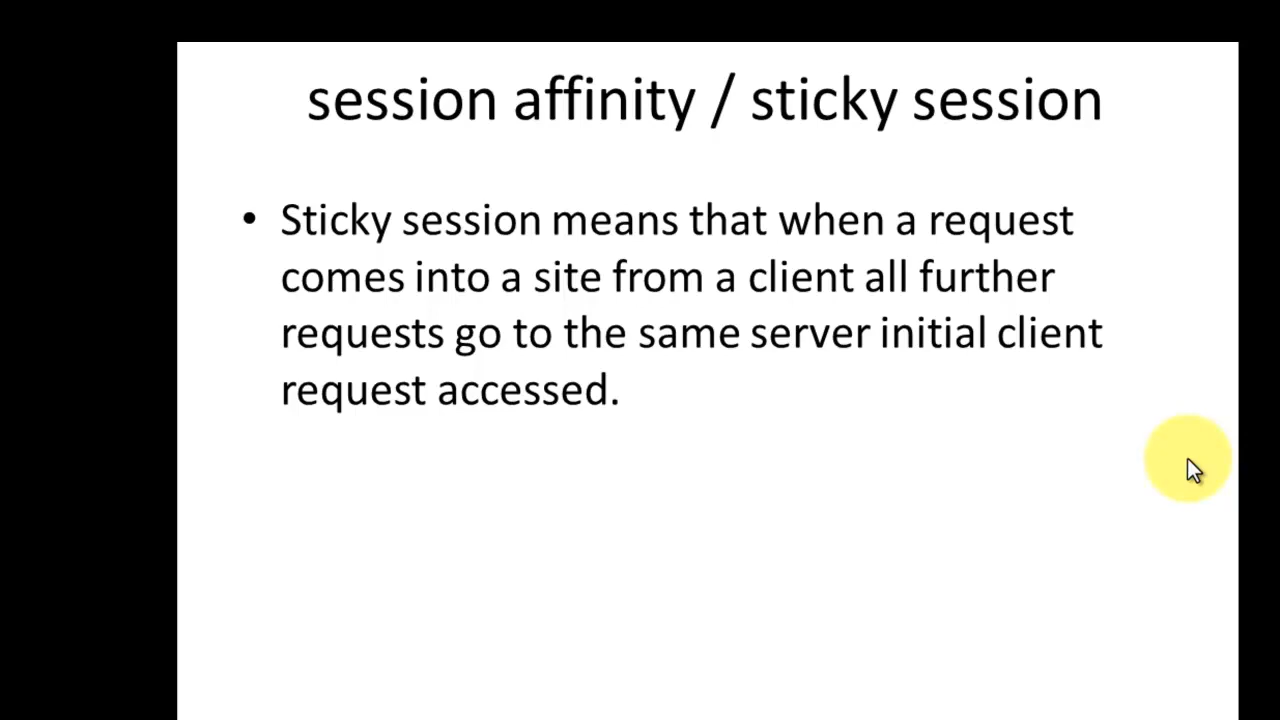 session affinity / sticky session
• Sticky session means that when a request
comes into a site from a client all further
requests go to the same server initial client
request accessed.